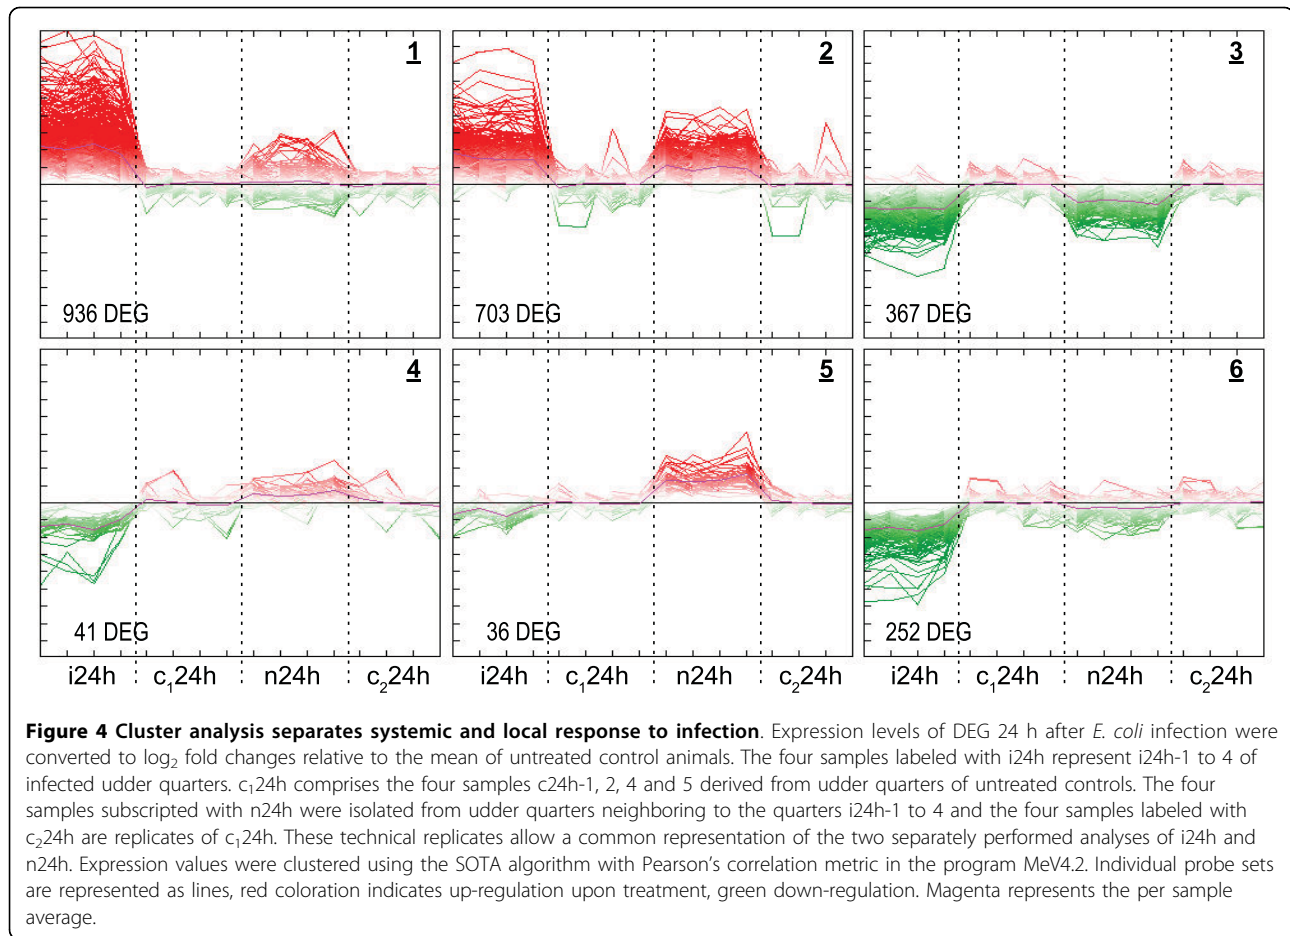 1
2
3
936 DEG
703 DEG
367 DEG
4
5
6
41 DEG
36 DEG
252 DEG
i24h c₁24h n24h c₂24h i24h c₁24h n24h c₂24h i24h c₁24h n24h c₂24h
Figure 4 Cluster analysis separates systemic and local response to infection. Expression levels of DEG 24 h after E. coli infection were
converted to log₂ fold changes relative to the mean of untreated control animals. The four samples labeled with i24h represent i24h-1 to 4 of
infected udder quarters. c₁24h comprises the four samples c24h-1, 2, 4 and 5 derived from udder quarters of untreated controls. The four
samples subscripted with n24h were isolated from udder quarters neighboring to the quarters i24h-1 to 4 and the four samples labeled with
c₂24h are replicates of c₁24h. These technical replicates allow a common representation of the two separately performed analyses of i24h and
n24h. Expression values were clustered using the SOTA algorithm with Pearson's correlation metric in the program MeV4.2. Individual probe sets
are represented as lines, red coloration indicates up-regulation upon treatment, green down-regulation. Magenta represents the per sample
average.